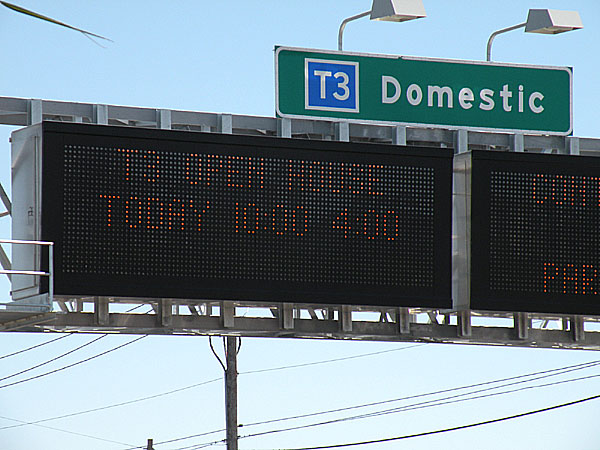 T3 Domestic
T3 OPEN HOUSE
TODAY 10:00 4:00